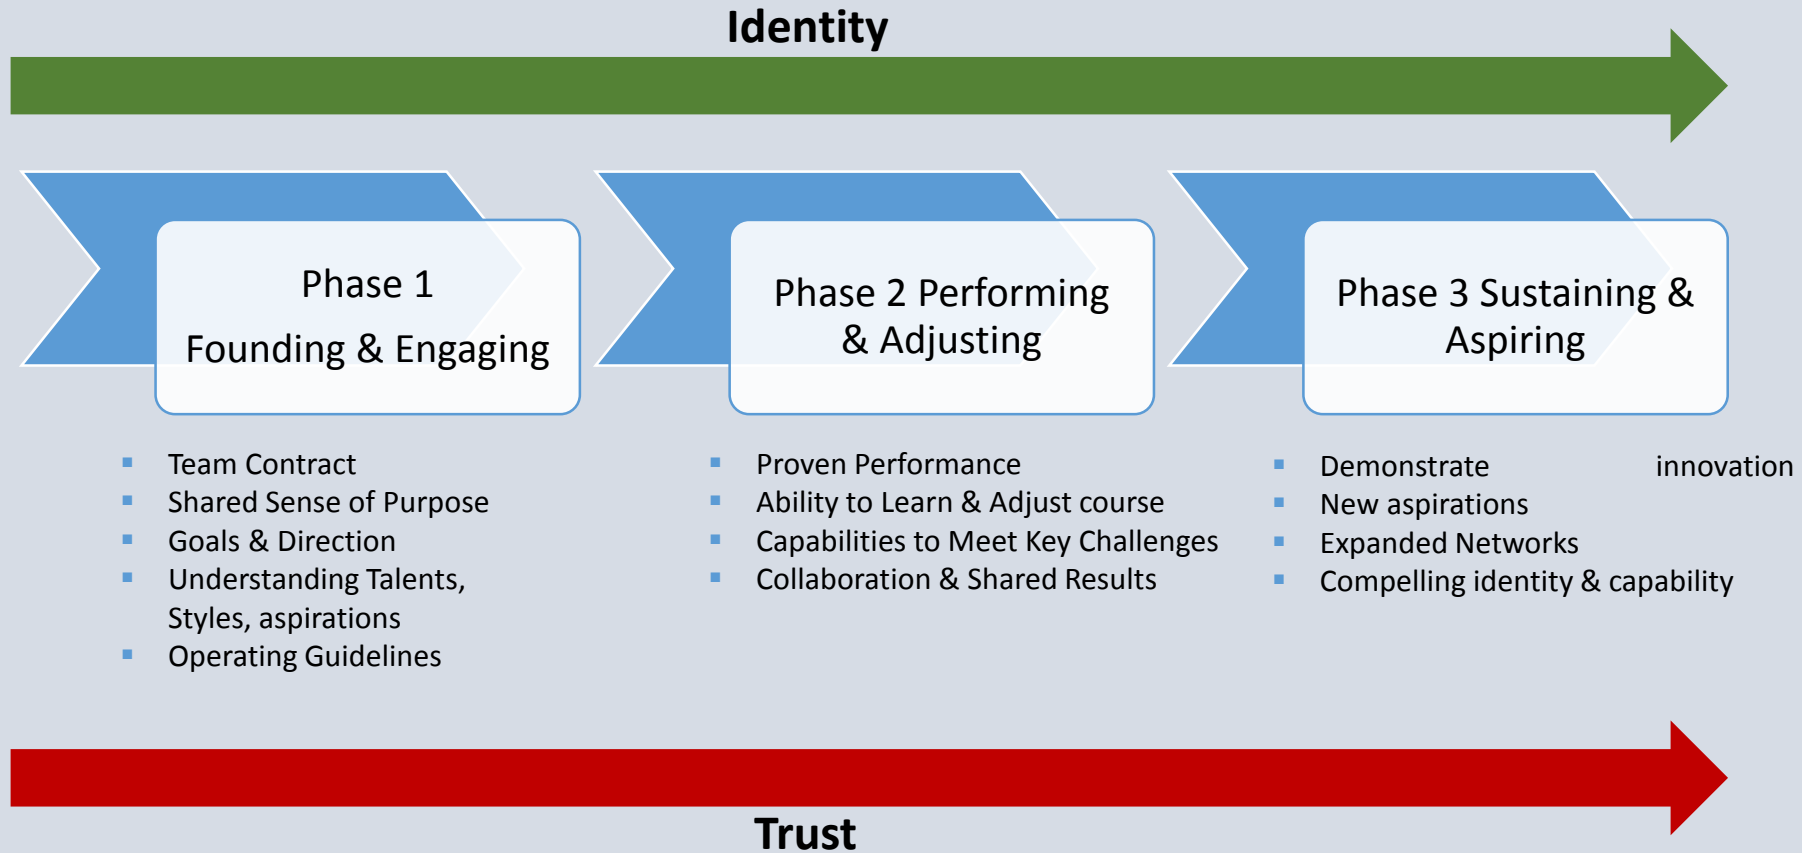 Identity
Phase 1
Founding & Engaging
Phase 2 Performing
& Adjusting
Phase 3 Sustaining &
Aspiring
Team Contract
Shared Sense of Purpose
Goals & Direction
Understanding Talents,
Styles, aspirations
Operating Guidelines
Proven Performance
Ability to Learn & Adjust course
Capabilities to Meet Key Challenges
Collaboration & Shared Results
Demonstrate innovation
New aspirations
Expanded Networks
Compelling identity & capability
Trust